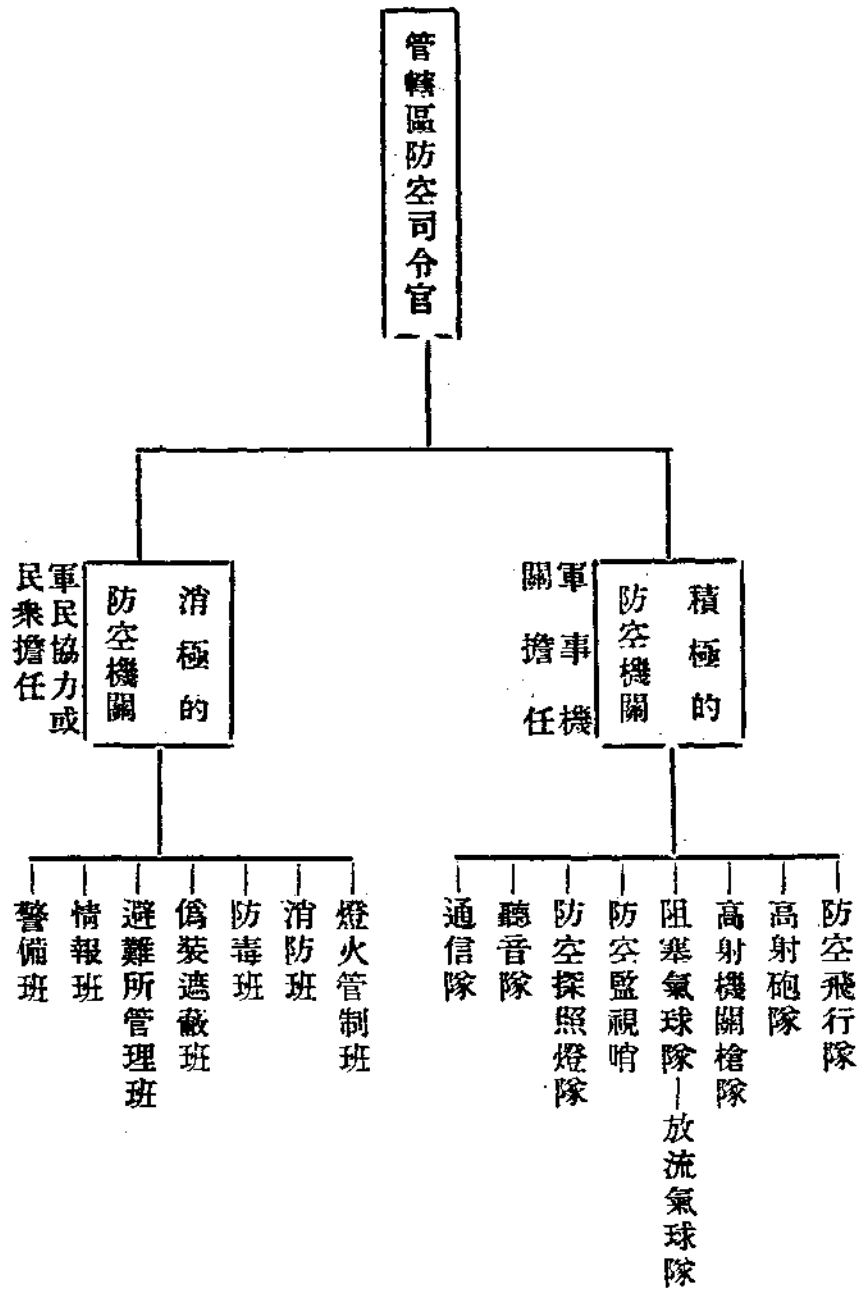 管轄區防空司令官
積極的
防空機關
軍事機
關擔任
消極的
防空機關
軍民協力或
民衆擔任
防空飛行隊
高射砲隊
高射機關槍隊
阻塞氣球隊—放流氣球隊
防空監視哨
防空探照燈隊
聽音隊
通信隊
燈火管制班
消防班
防毒班
僞裝遮蔽班
避難所管理班
情報班
警備班